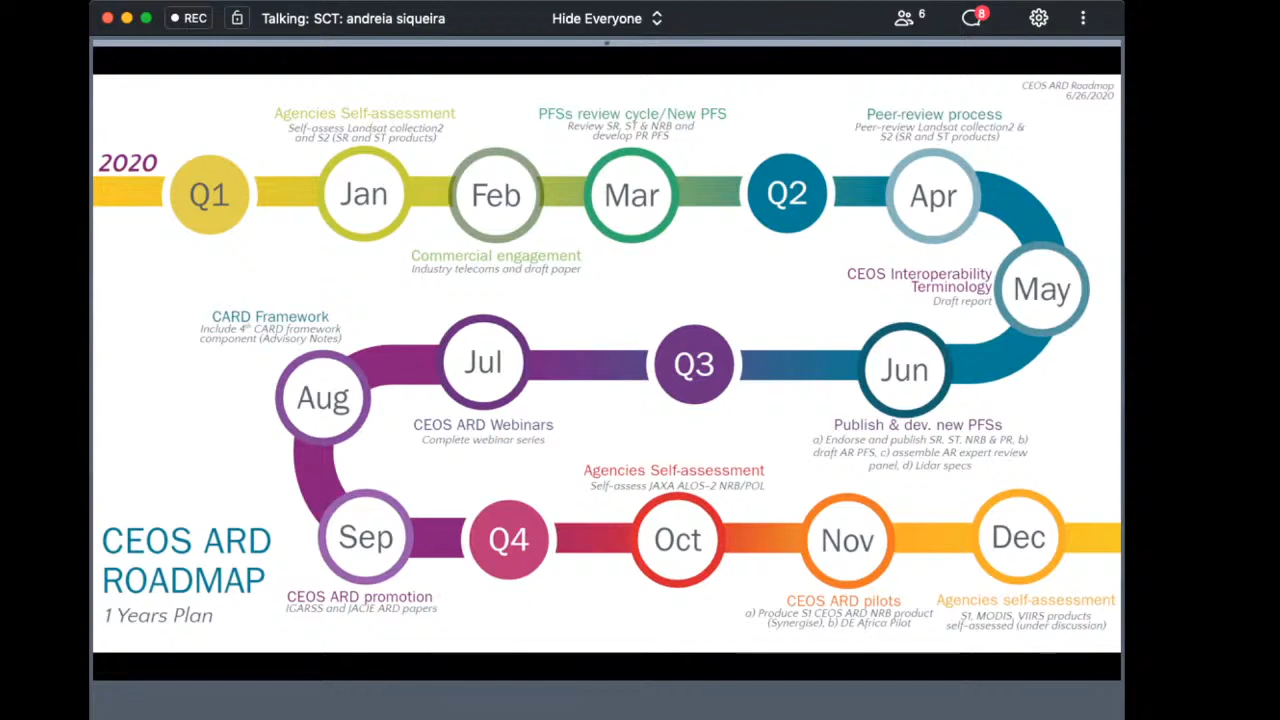 REC
Talking: SCT: andreia siqueira
Hide Everyone
6
8
CEOS ARD Roadmap
6/26/2020
Agencies Self-assessment
Self-assess Landsat collection2
and S2 (SR and ST products)
PFSs review cycle/New PFS
Review SR, ST & NRB and
develop PR PFS
Peer-review process
Peer-review Landsat collection2 &
S2 (SR and ST products)
2020
Q1
Jan
Feb
Mar
Q2
Apr
Commercial engagement
Industry telecoms and draft paper
CEOS Interoperability
Terminology
Draft report
May
CARD Framework
Include 4th CARD framework
component (Advisory Notes)
Aug
Jul
Q3
Jun
CEOS ARD Webinars
Complete webinar series
Publish & dev. new PFSs
a) Endorse and publish SR. ST. NRB & PR, b)
draft AR PFS, c) assemble AR expert review
panel, d) Lidar specs
Agencies Self-assessment
Self-assess JAXA ALOS-2 NRB/POL
Sep
Q4
Oct
Nov
Dec
CEOS ARD
ROADMAP
1 Years Plan
CEOS ARD promotion
IGARSS and JACIE ARD papers
CEOS ARD pilots
a) Produce S1 CEOS ARD NRB product
(Synergise), b) DE Africa Pilot
Agencies self-assessment
S1, MODIS, VIIRS products
self-assessed (under discussion)